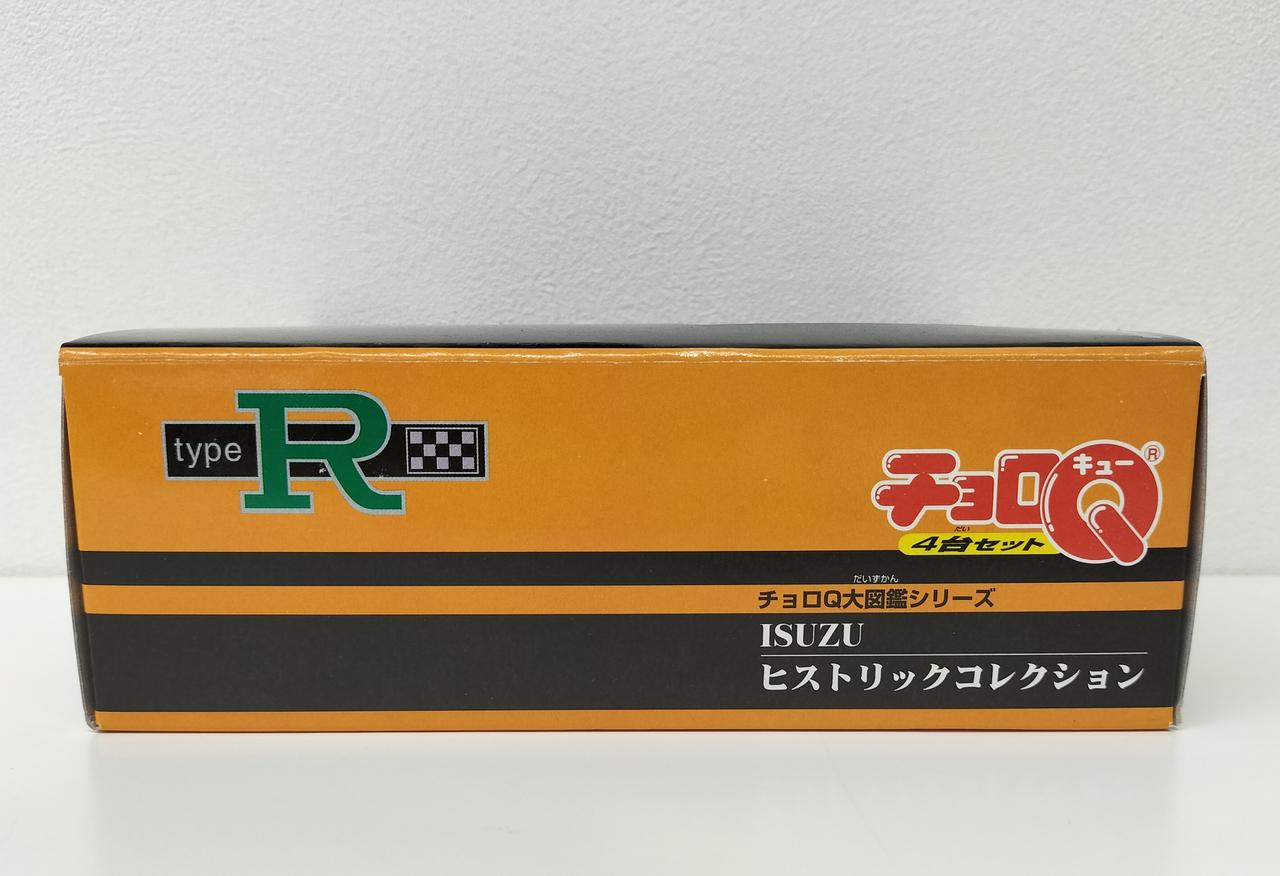 type R
チョロQ
キュー
®
だい
4台セット
だいずかん
チョロQ大図鑑シリーズ
ISUZU
ヒストリックコレクション